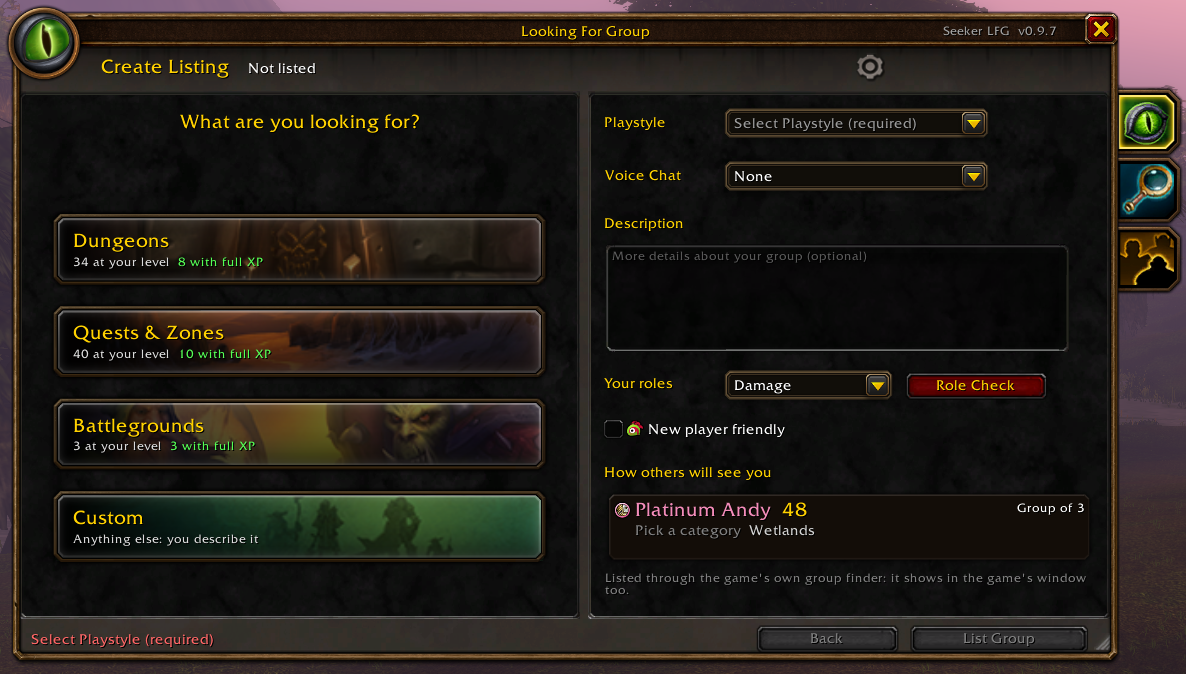 Looking For Group
Seeker LFG v0.9.7
Create Listing Not listed
What are you looking for?
Dungeons
34 at your level 8 with full XP
Quests & Zones
40 at your level 10 with full XP
Battlegrounds
3 at your level 3 with full XP
Custom
Anything else: you describe it
Playstyle Select Playstyle (required)
Voice Chat None
Description
More details about your group (optional)
Your roles Damage Role Check
New player friendly
How others will see you
Platinum Andy 48 Group of 3
Pick a category Wetlands
Listed through the game's own group finder: it shows in the game's window
too.
Select Playstyle (required)
Back List Group